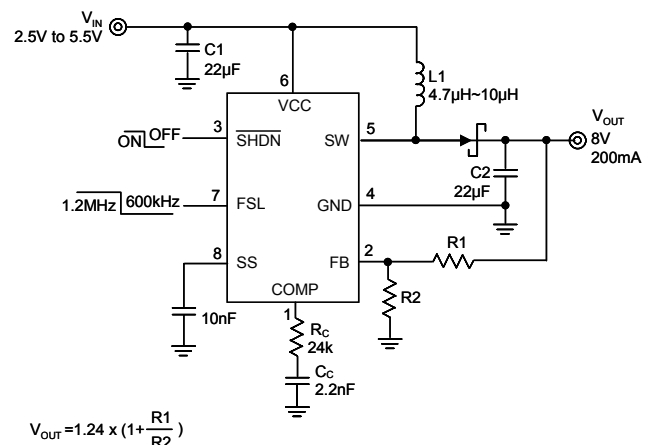 VIN
2.5V to 5.5V
C1
22µF
L1
4.7µH~10µH
6
VCC
ON OFF
3
SHDN
SW
5
VOUT
8V
200mA
C2
22µF
1.2MHz 600kHz
7
FSL
GND
4
8
SS
FB
2
R1
R2
COMP
10nF
1
RC
24k
CC
2.2nF
VOUT =1.24 x (1+R1/R2)